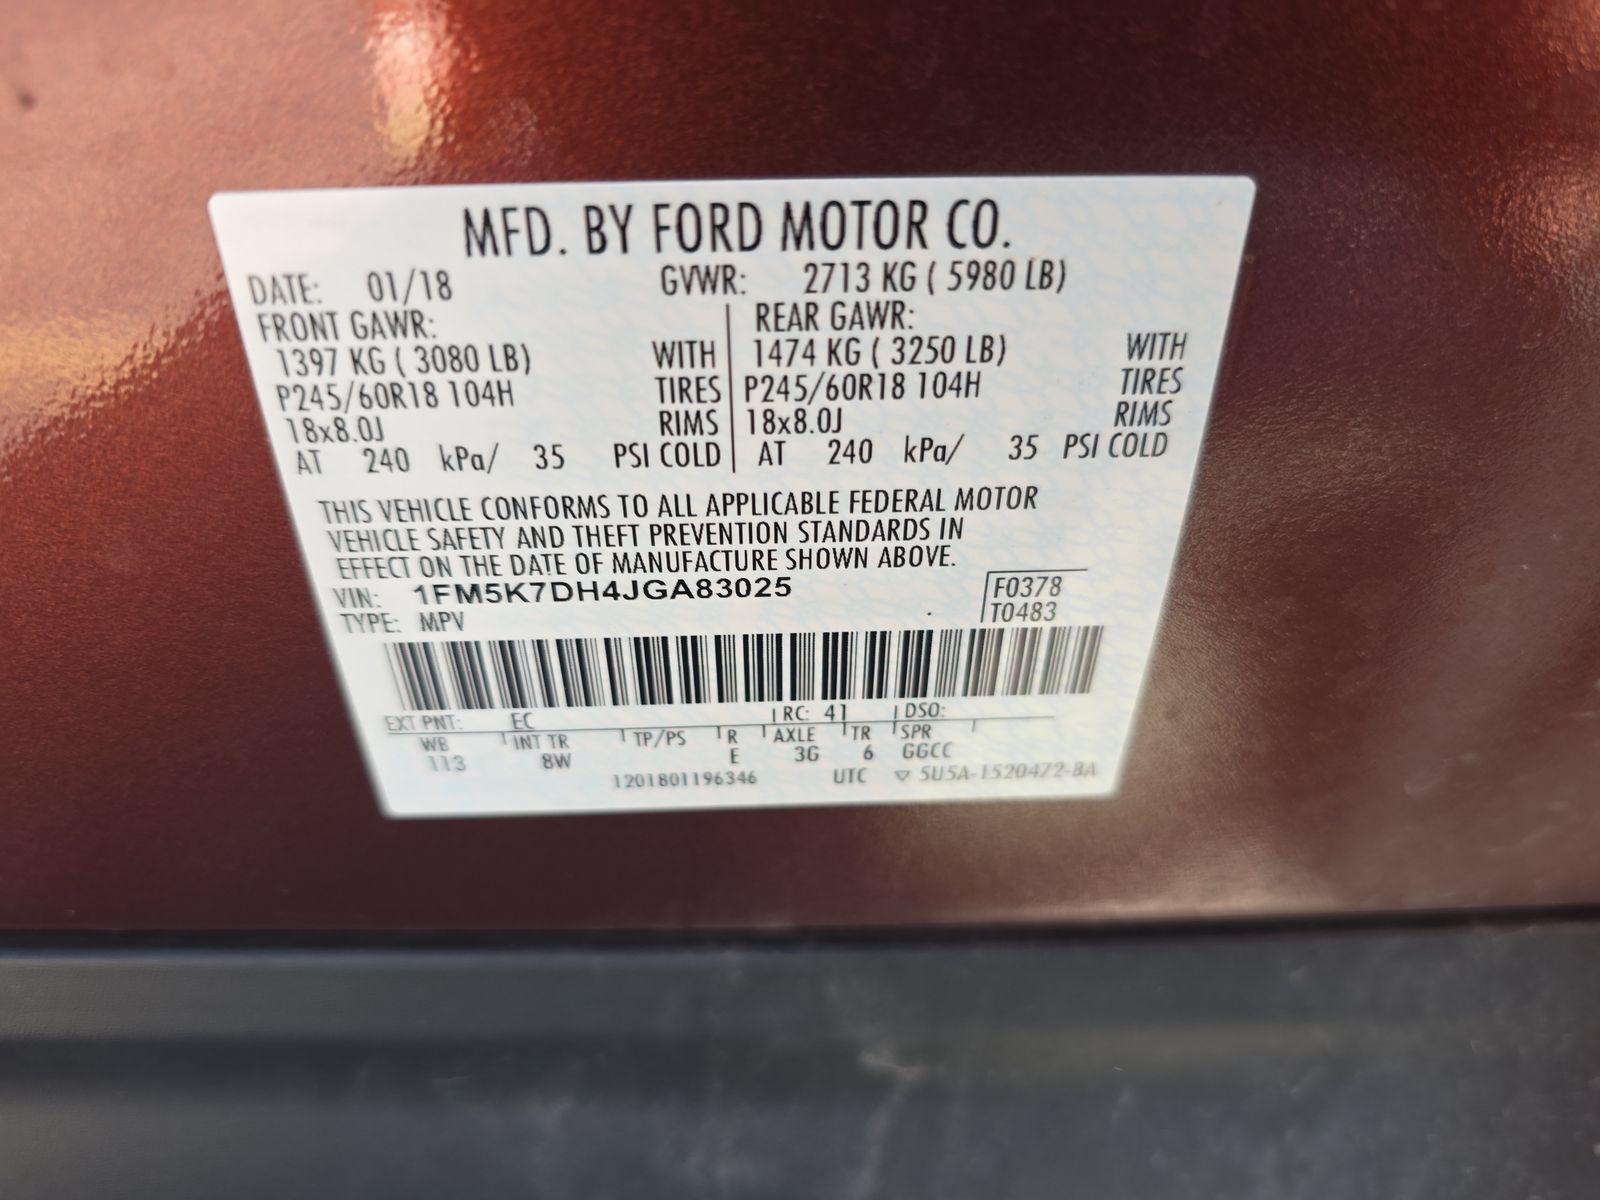 MFD. BY FORD MOTOR CO.
DATE: 01/18 GVWR: 2713 KG ( 5980 LB)
FRONT GAWR: REAR GAWR:
1397 KG ( 3080 LB) WITH 1474 KG ( 3250 LB) WITH
P245/60R18 104H TIRES P245/60R18 104H TIRES
18x8.0J RIMS 18x8.0J RIMS
AT 240 kPa/ 35 PSI COLD AT 240 kPa/ 35 PSI COLD
THIS VEHICLE CONFORMS TO ALL APPLICABLE FEDERAL MOTOR
VEHICLE SAFETY AND THEFT PREVENTION STANDARDS IN
EFFECT ON THE DATE OF MANUFACTURE SHOWN ABOVE.
VIN: 1FM5K7DH4JGA83025 F0378
TYPE: MPV T0483
EXT PNT: EC RC: 41 DSO:
WB INT TR TP/PS R AXLE TR SPR
113 8W E 3G 6 GGCC
1201801196346 UTC ▽ 5U5A-1520472-BA